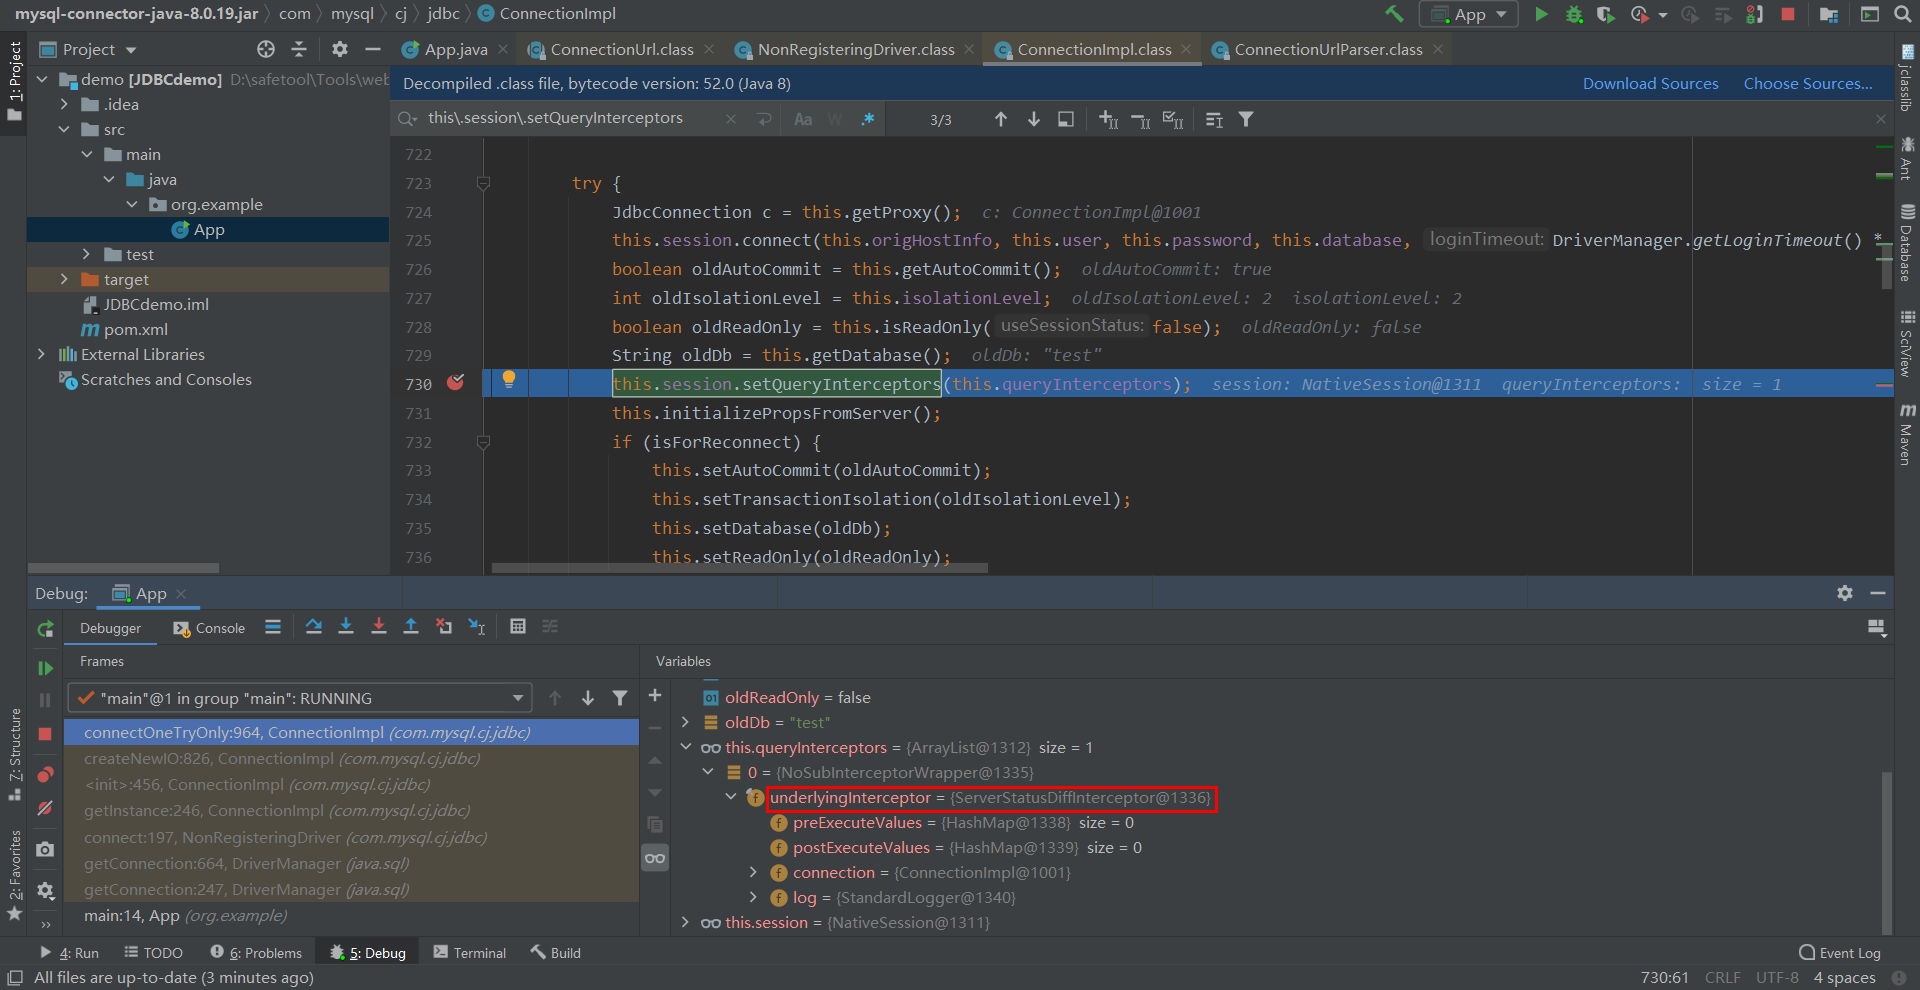 mysql-connector-java-8.0.19.jar com mysql cj jdbc ConnectionImpl
App
Project
App.java ConnectionUrl.class NonRegisteringDriver.class ConnectionImpl.class ConnectionUrlParser.class
1: Project
demo [JDBCdemo] D:\safetool\Tools\web
.idea
src
main
java
org.example
App
test
target
JDBCdemo.iml
pom.xml
External Libraries
Scratches and Consoles
Decompiled .class file, bytecode version: 52.0 (Java 8)
Download Sources Choose Sources...
this\.session\.setQueryInterceptors
Aa W .* 3/3
722
723 try {
724 JdbcConnection c = this.getProxy(); c: ConnectionImpl@1001
725 this.session.connect(this.origHostInfo, this.user, this.password, this.database, loginTimeout: DriverManager.getLoginTimeout() *
726 boolean oldAutoCommit = this.getAutoCommit(); oldAutoCommit: true
727 int oldIsolationLevel = this.isolationLevel; oldIsolationLevel: 2 isolationLevel: 2
728 boolean oldReadOnly = this.isReadOnly( useSessionStatus: false); oldReadOnly: false
729 String oldDb = this.getDatabase(); oldDb: "test"
730 this.session.setQueryInterceptors(this.queryInterceptors); session: NativeSession@1311 queryInterceptors: size = 1
731 this.initializePropsFromServer();
732 if (isForReconnect) {
733 this.setAutoCommit(oldAutoCommit);
734 this.setTransactionIsolation(oldIsolationLevel);
735 this.setDatabase(oldDb);
736 this.setReadOnly(oldReadOnly);
jclasslib
Ant
Database
SciView
Maven
Debug: App
Debugger Console
Frames
"main"@1 in group "main": RUNNING
connectOneTryOnly:964, ConnectionImpl (com.mysql.cj.jdbc)
createNewIO:826, ConnectionImpl (com.mysql.cj.jdbc)
<init>:456, ConnectionImpl (com.mysql.cj.jdbc)
getInstance:246, ConnectionImpl (com.mysql.cj.jdbc)
connect:197, NonRegisteringDriver (com.mysql.cj.jdbc)
getConnection:664, DriverManager (java.sql)
getConnection:247, DriverManager (java.sql)
main:14, App (org.example)
Variables
oldReadOnly = false
oldDb = "test"
this.queryInterceptors = {ArrayList@1312} size = 1
0 = {NoSubInterceptorWrapper@1335}
underlyingInterceptor = {ServerStatusDiffInterceptor@1336}
preExecuteValues = {HashMap@1338} size = 0
postExecuteValues = {HashMap@1339} size = 0
connection = {ConnectionImpl@1001}
log = {StandardLogger@1340}
this.session = {NativeSession@1311}
7: Structure
2: Favorites
4: Run TODO 6: Problems 5: Debug Terminal Build Event Log
All files are up-to-date (3 minutes ago) 730:61 CRLF UTF-8 4 spaces